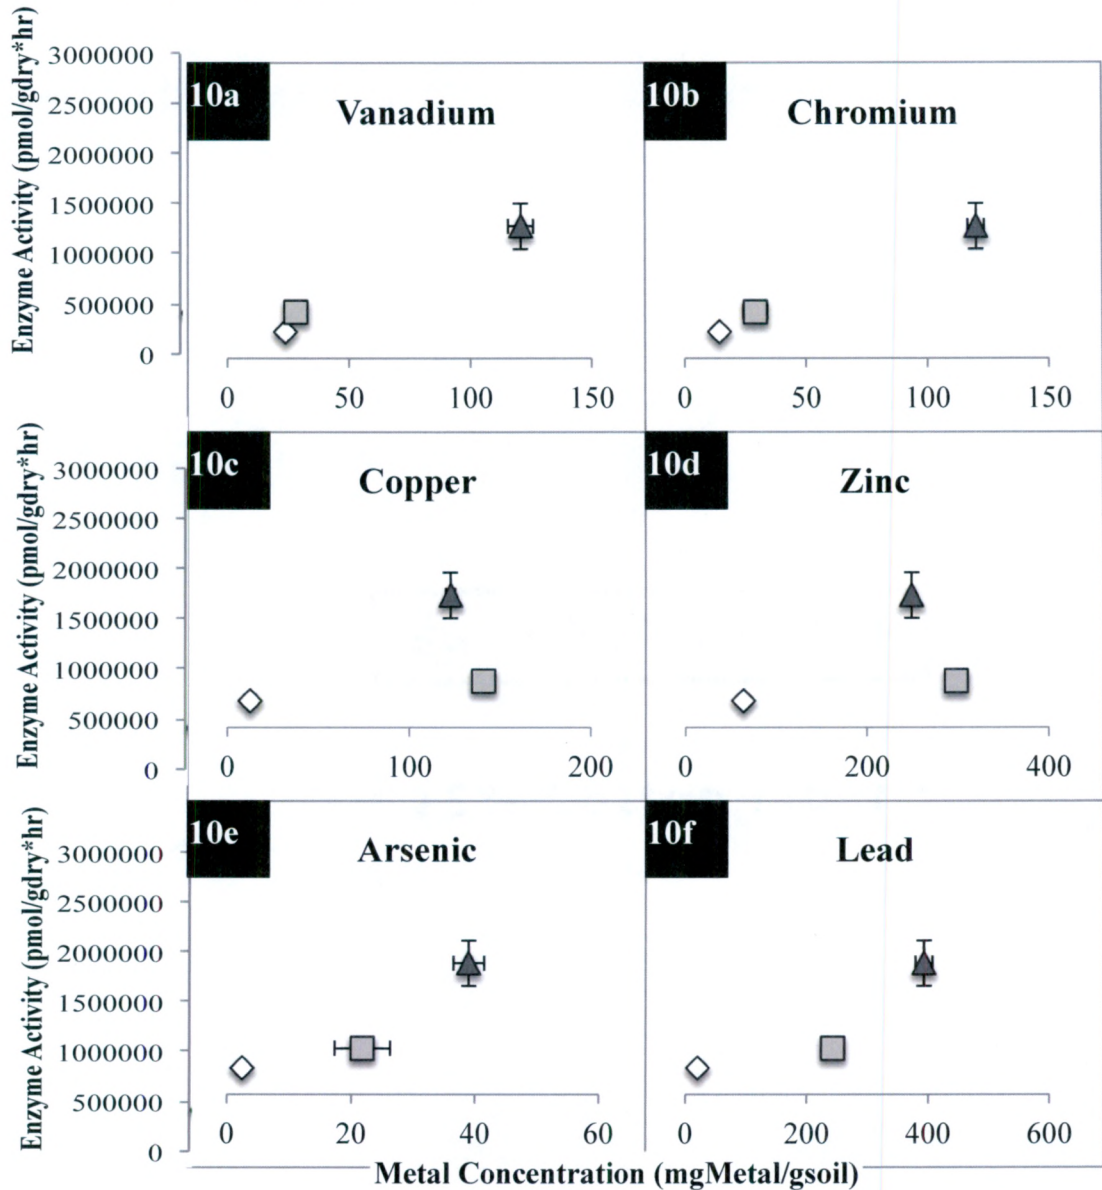 Enzyme Activity (pmol/gdry*hr)
3000000
2500000
2000000
1500000
1000000
500000
0
10a
Vanadium
0 50 100 150
10b
Chromium
0 50 100 150
Enzyme Activity (pmol/gdry*hr)
3000000
2500000
2000000
1500000
1000000
500000
0
10c
Copper
0 100 200
10d
Zinc
0 200 400
Enzyme Activity (pmol/gdry*hr)
3000000
2500000
2000000
1500000
1000000
500000
0
10e
Arsenic
0 20 40 60
10f
Lead
0 200 400 600
Metal Concentration (mgMetal/gsoil)